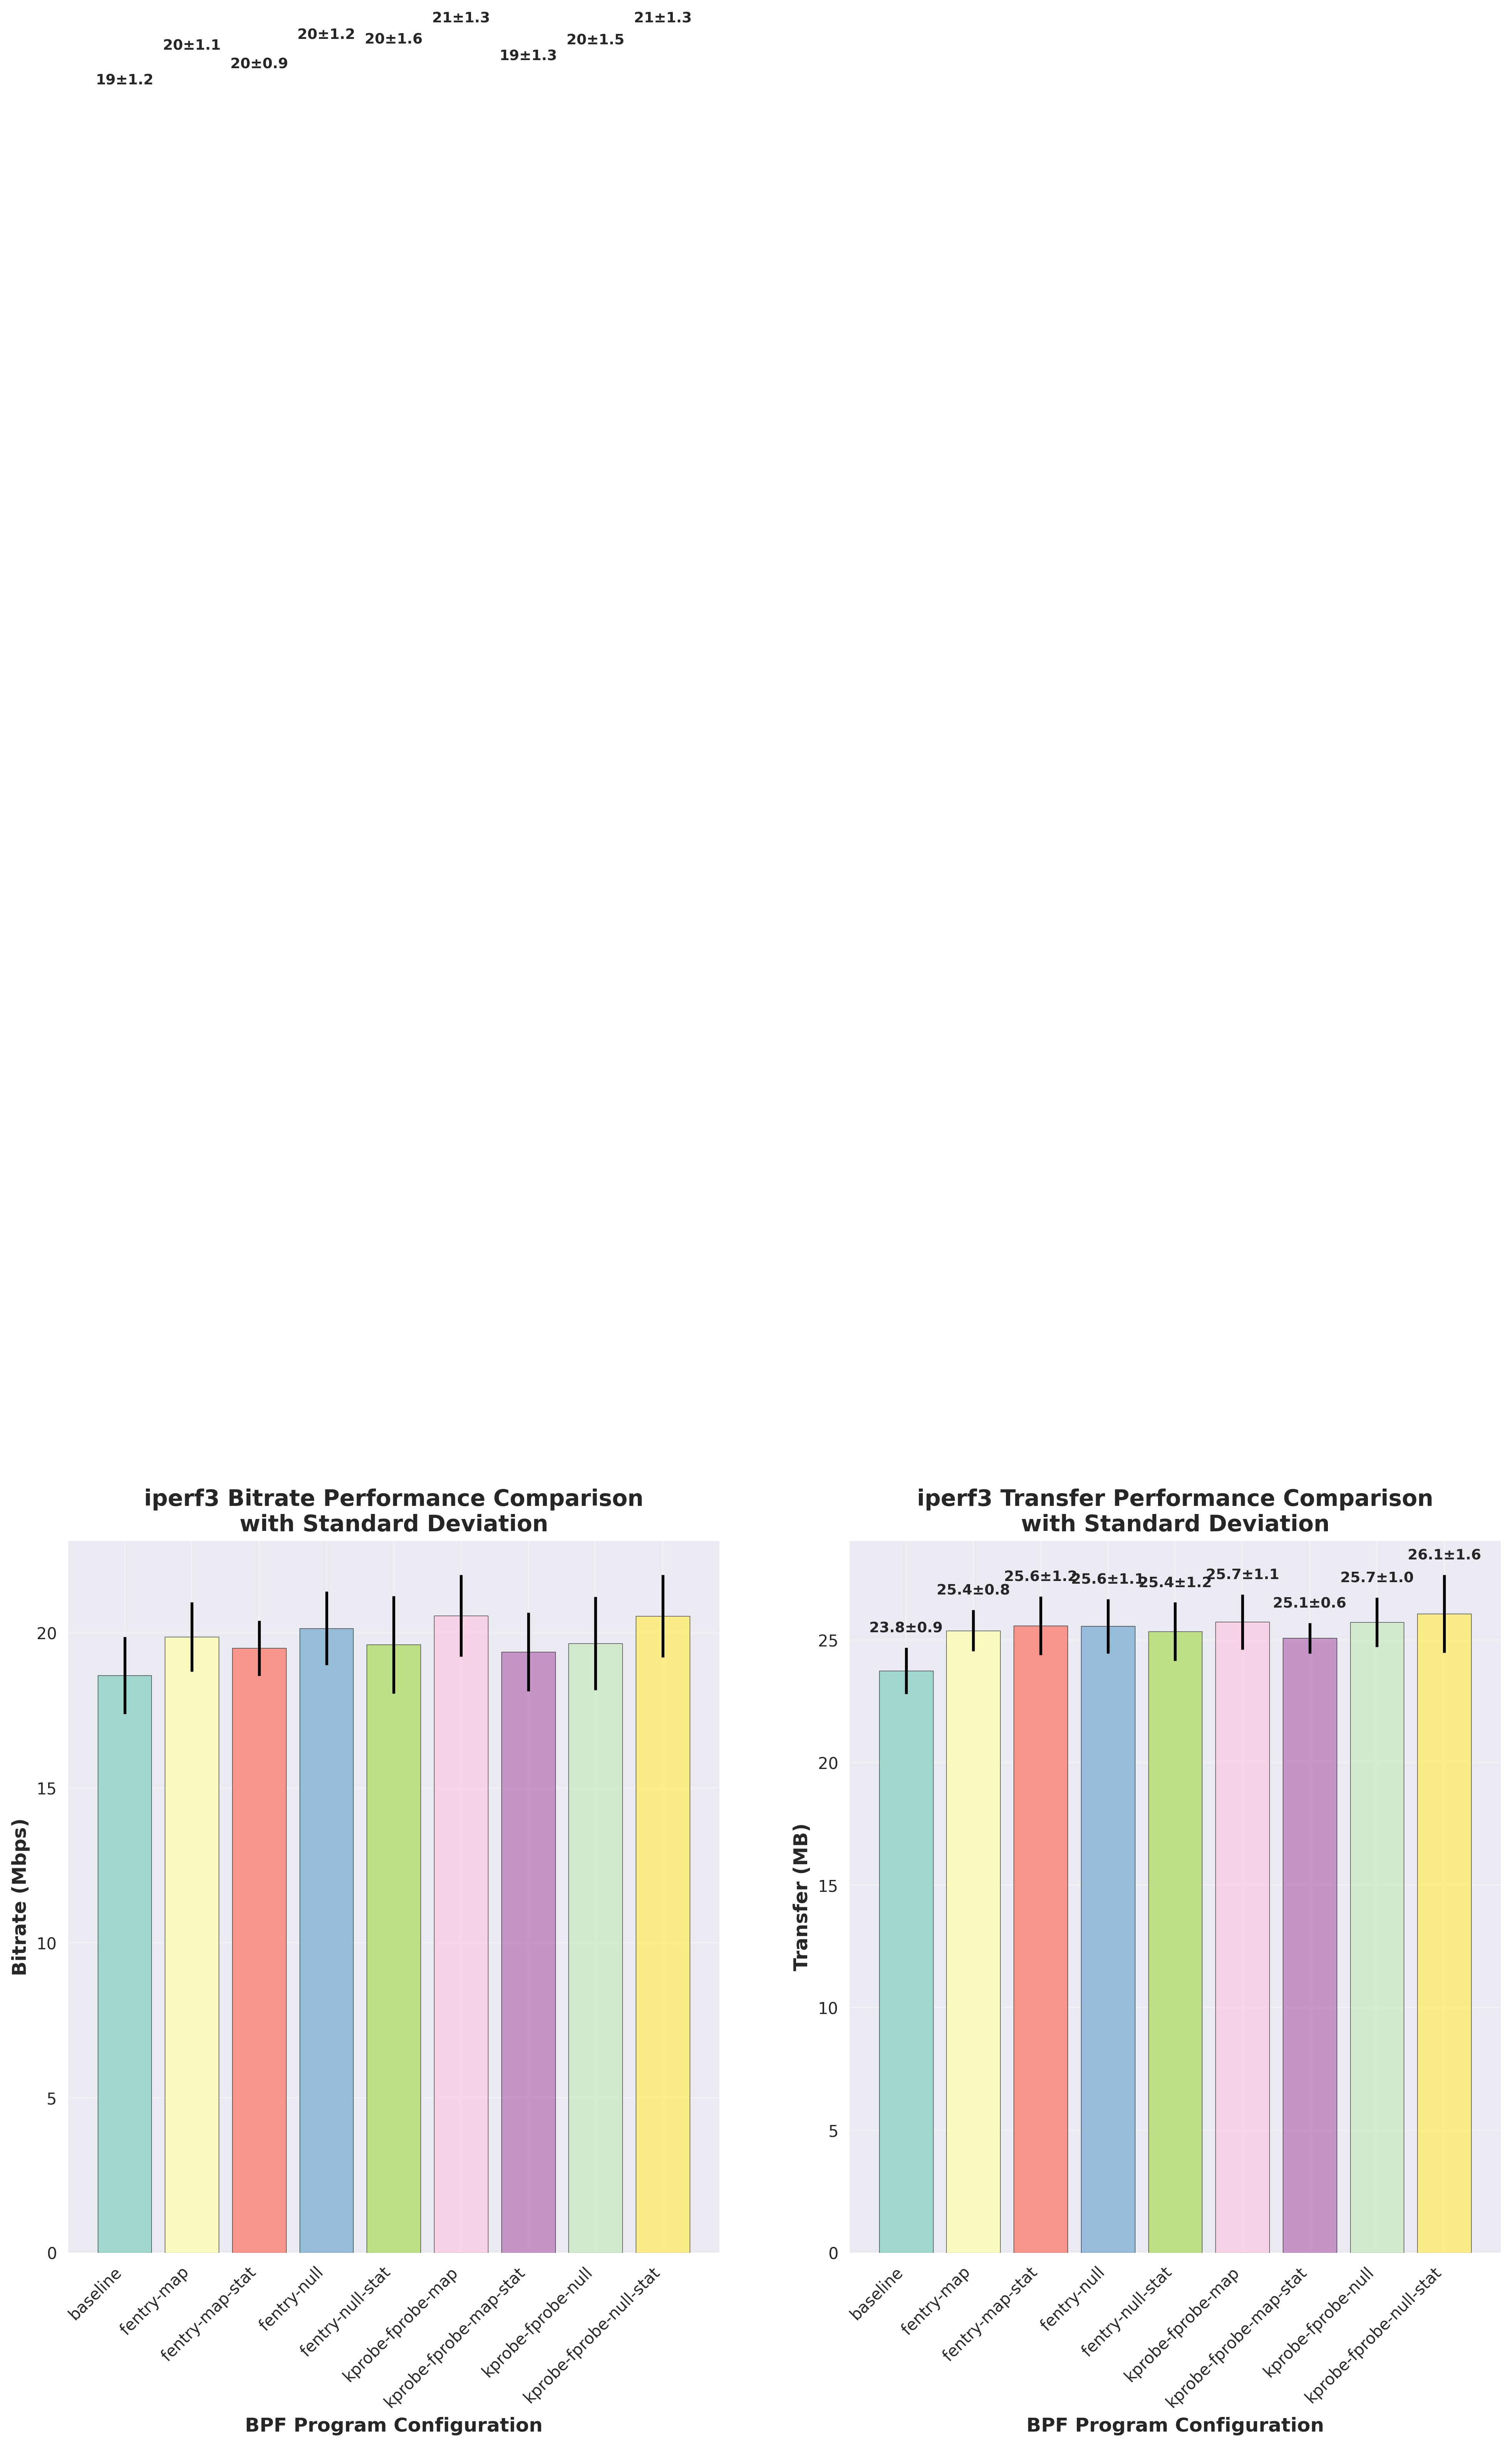 19±1.2
20±1.1
20±0.9
20±1.2
20±1.6
21±1.3
19±1.3
20±1.5
21±1.3
iperf3 Bitrate Performance Comparison
with Standard Deviation
Bitrate (Mbps)
20
15
10
5
0
baseline
fentry-map
fentry-map-stat
fentry-null
fentry-null-stat
kprobe-fprobe-map
kprobe-fprobe-map-stat
kprobe-fprobe-null
kprobe-fprobe-null-stat
BPF Program Configuration
iperf3 Transfer Performance Comparison
with Standard Deviation
23.8±0.9
25.4±0.8
25.6±1.2
25.6±1.1
25.4±1.2
25.7±1.1
25.1±0.6
25.7±1.0
26.1±1.6
Transfer (MB)
25
20
15
10
5
0
baseline
fentry-map
fentry-map-stat
fentry-null
fentry-null-stat
kprobe-fprobe-map
kprobe-fprobe-map-stat
kprobe-fprobe-null
kprobe-fprobe-null-stat
BPF Program Configuration